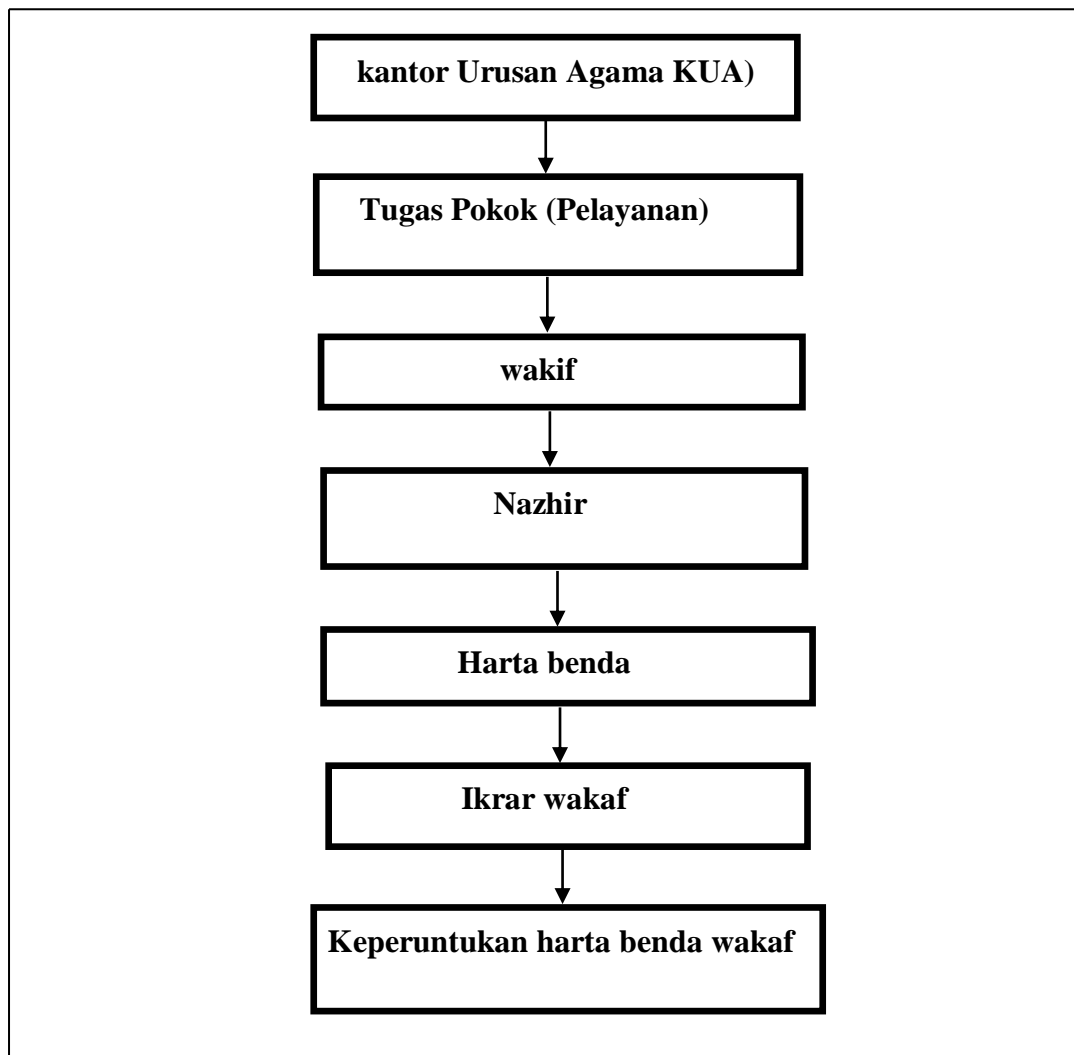 kantor Urusan Agama KUA)
Tugas Pokok (Pelayanan)
wakif
Nazhir
Harta benda
Ikrar wakaf
Keperuntukan harta benda wakaf